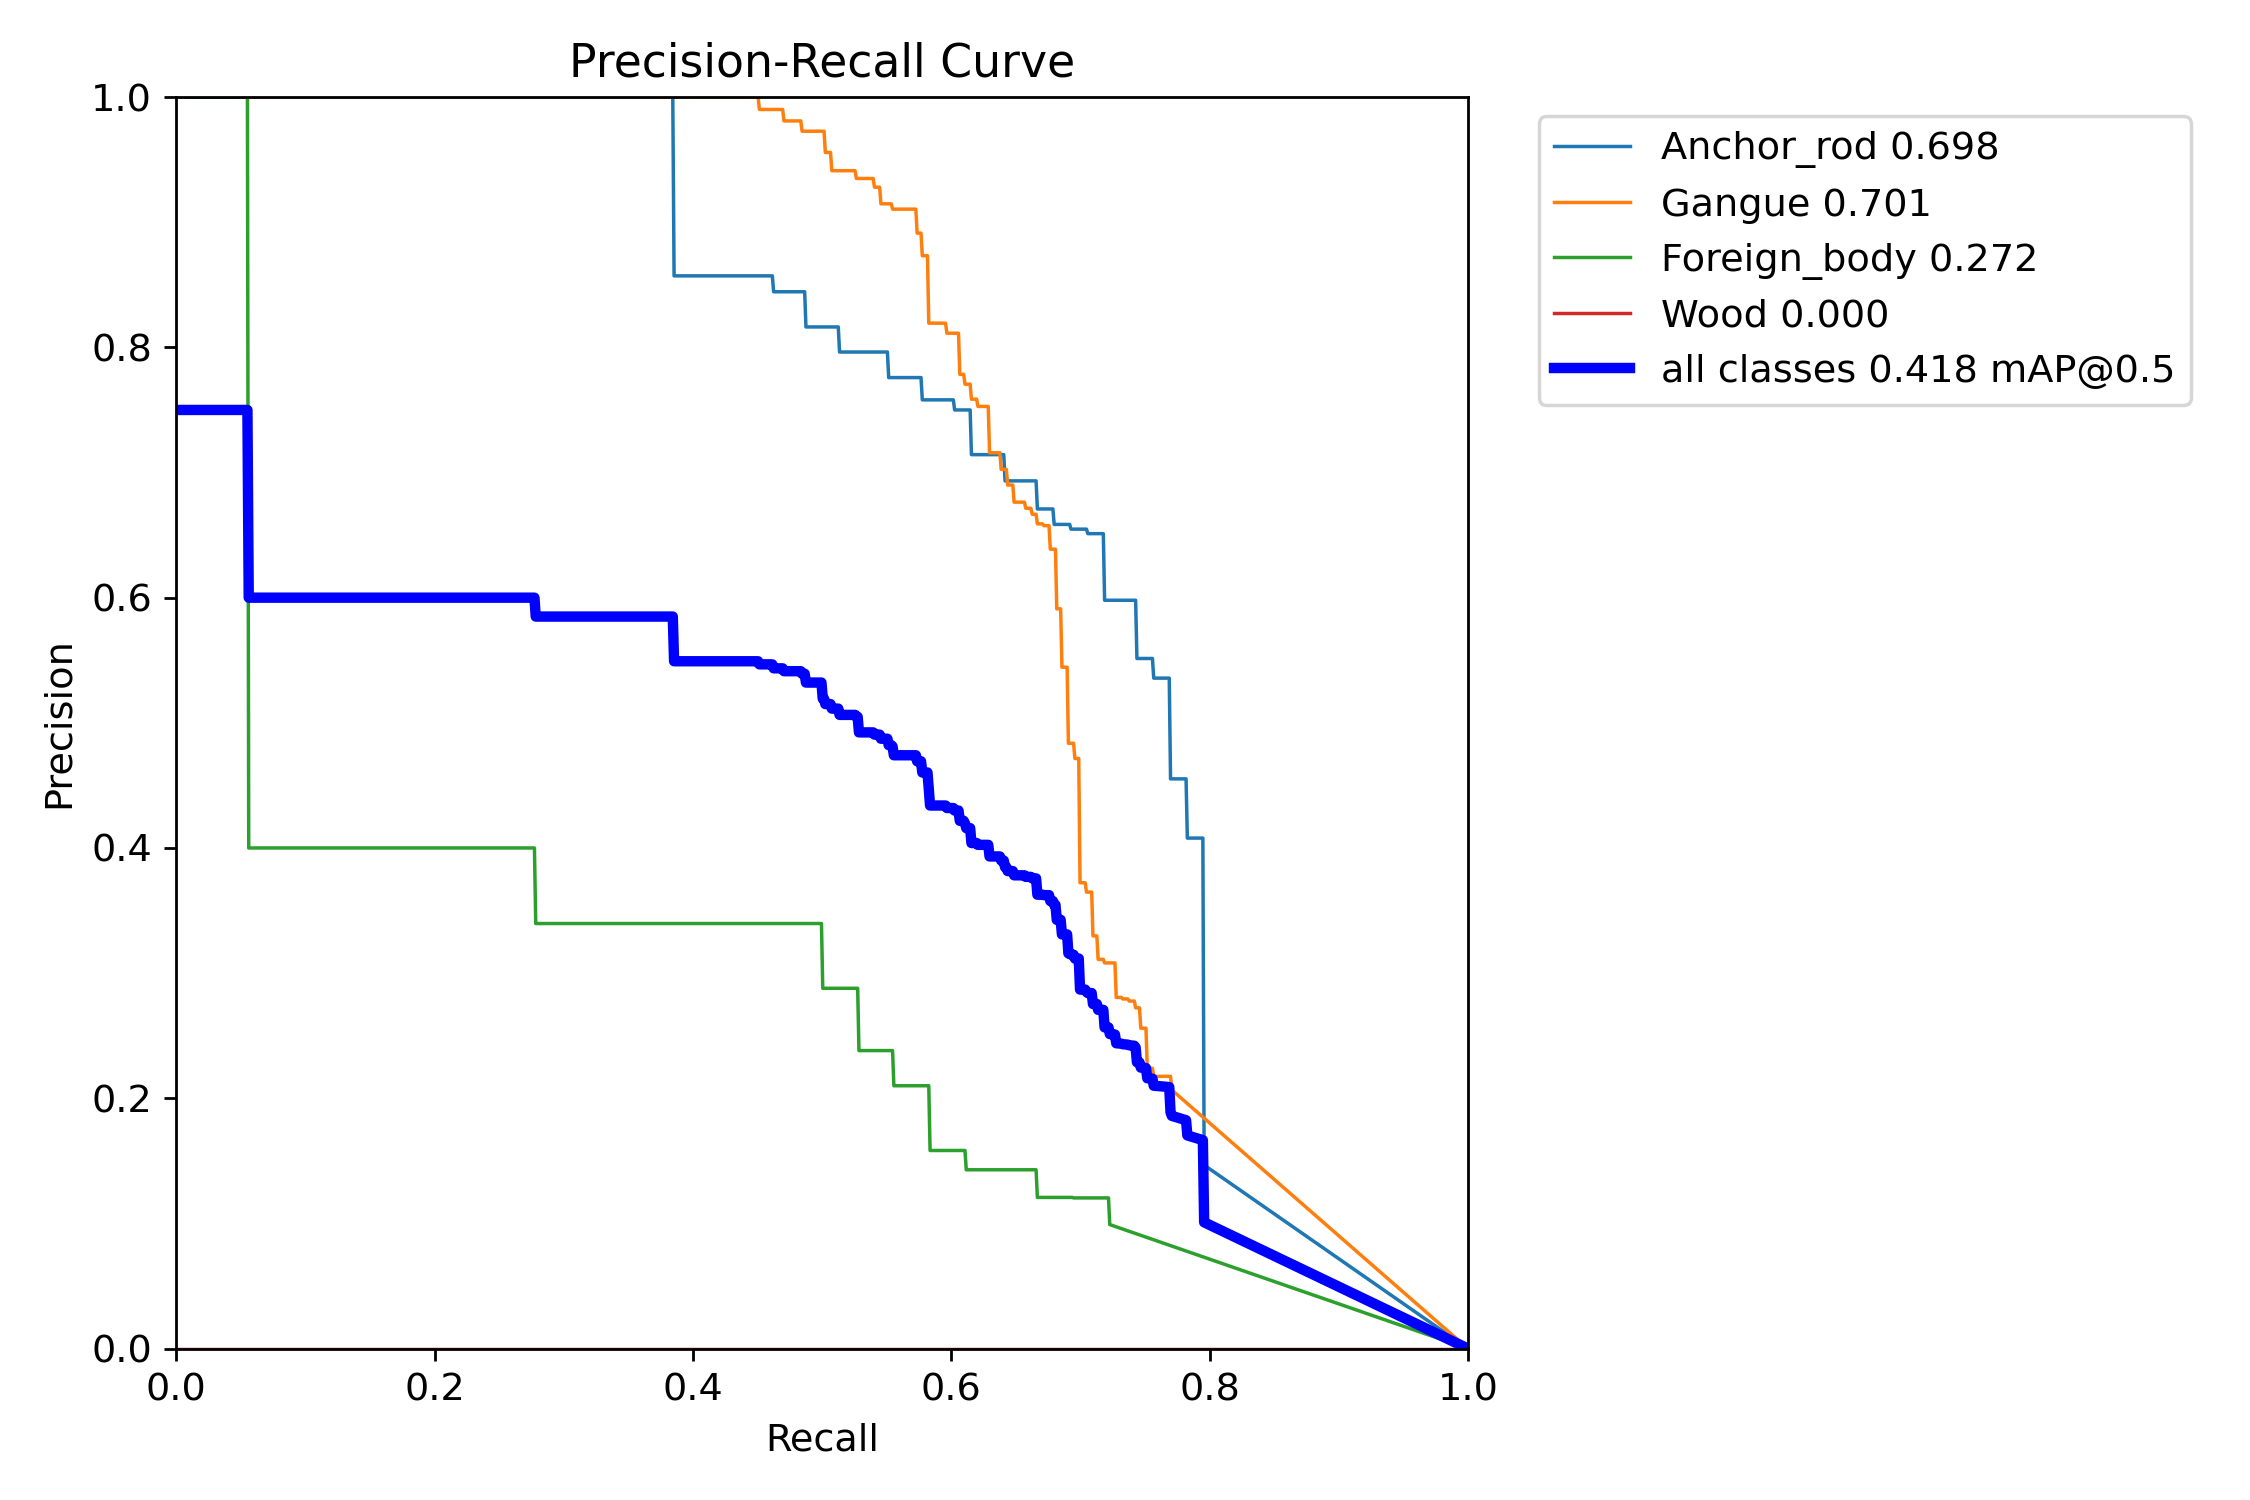 Precision-Recall Curve
1.0
0.8
0.6
0.4
0.2
0.0
Precision
0.0 0.2 0.4 0.6 0.8 1.0
Recall
Anchor_rod 0.698
Gangue 0.701
Foreign_body 0.272
Wood 0.000
all classes 0.418 mAP@0.5